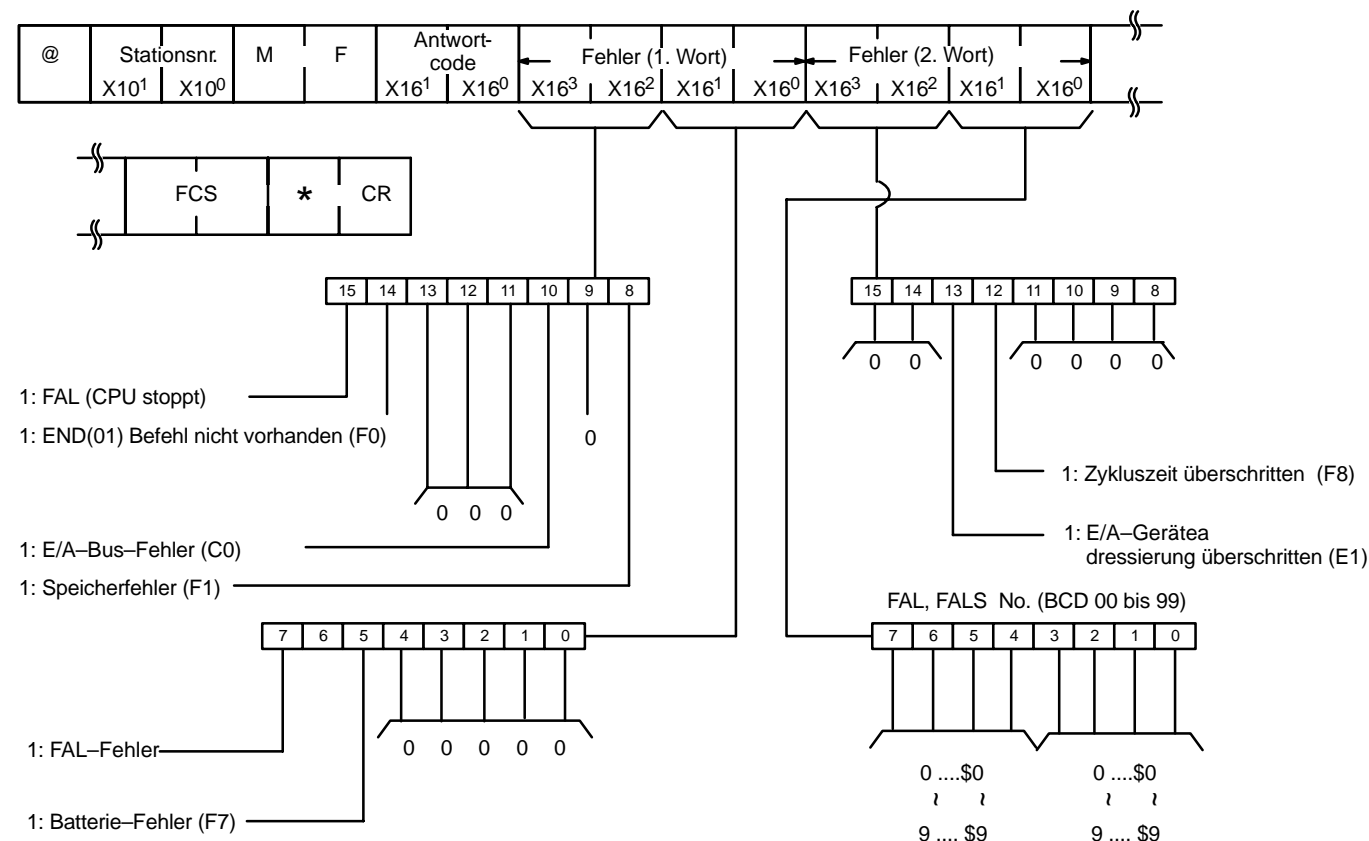 @ Stationsnr. M F Antwort-
code Fehler (1. Wort) Fehler (2. Wort)
X10¹ X10⁰ X16¹ X16⁰ X16³ X16² X16¹ X16⁰ X16³ X16² X16¹ X16⁰
FCS * CR
15 14 13 12 11 10 9 8
15 14 13 12 11 10 9 8
0 0 0 0 0 0
1: FAL (CPU stoppt)
1: END(01) Befehl nicht vorhanden (F0) 0
1: Zykluszeit überschritten (F8)
0 0 0
1: E/A–Gerätea
dressierung überschritten (E1)
1: E/A–Bus–Fehler (C0)
1: Speicherfehler (F1)
FAL, FALS No. (BCD 00 bis 99)
7 6 5 4 3 2 1 0
7 6 5 4 3 2 1 0
1: FAL–Fehler 0 0 0 0 0
0 ....$0 0 ....$0
~ ~ ~ ~
1: Batterie–Fehler (F7)
9 .... $9 9 .... $9